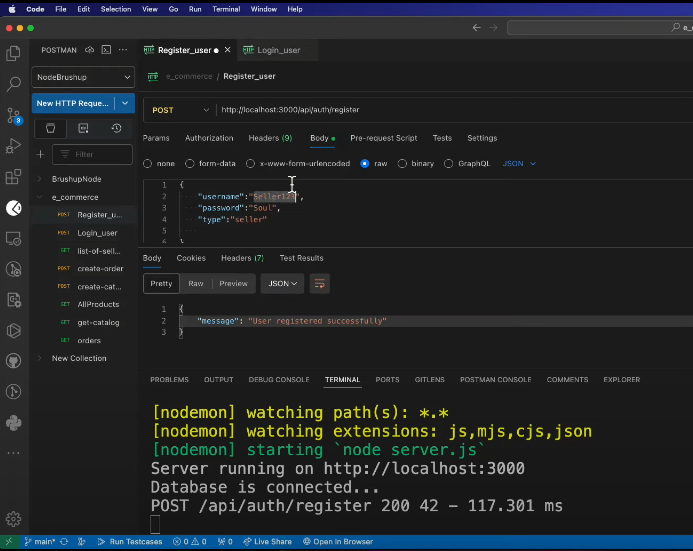 Code File Edit Selection View Go Run Terminal Window Help
POSTMAN
Register_user
Login_user
NodeBrushup
e_commerce / Register_user
New HTTP Reque...
POST
http://localhost:3000/api/auth/register
Params Authorization Headers (9) Body Pre-request Script Tests Settings
Filter
none form-data x-www-form-urlencoded raw binary GraphQL JSON
BrushupNode
e_commerce
POST Register_u...
POST Login_user
GET list-of-sell...
POST create-order
POST create-cat...
GET AllProducts
GET get-catalog
GET orders
New Collection
3
1 {
2 "username":"Seller123",
3 "password":"Soul",
4 "type":"seller"
5
6 }
Body Cookies Headers (7) Test Results
Pretty Raw Preview JSON
1 {
2 "message": "User registered successfully"
3 }
PROBLEMS OUTPUT DEBUG CONSOLE TERMINAL PORTS GITLENS POSTMAN CONSOLE COMMENTS EXPLORER
[nodemon] watching path(s): *.*
[nodemon] watching extensions: js,mjs,cjs,json
[nodemon] starting `node server.js`
Server running on http://localhost:3000
Database is connected...
POST /api/auth/register 200 42 - 117.301 ms
main* Run Testcases 0 0 0 Live Share Open In Browser